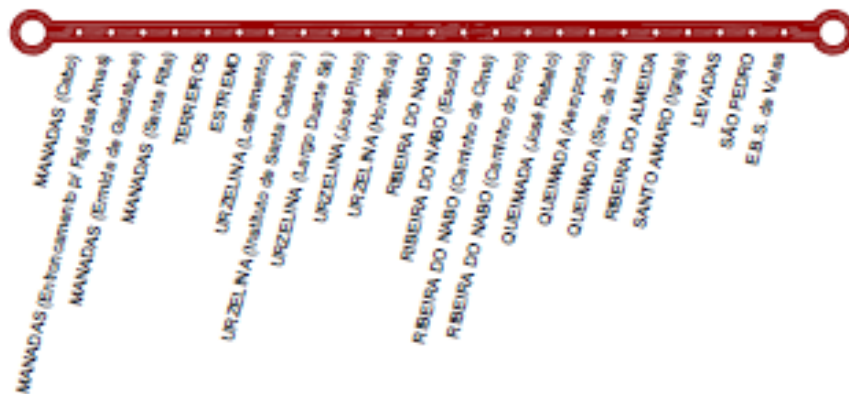 MANADAS (Cabo)
MANADAS (Entroncamento p/ Fajã das Almas)
MANADAS (Ermida de Guadalupe)
MANADAS (Santa Rita)
TERREIROS
ESTREMO
URZELINA (Loteamento)
URZELINA (Instituto de Santa Catarina)
URZELINA (Largo Duarte Sá)
URZELINA (José Pinto)
URZELINA (Hortênsia)
RIBEIRA DO NABO
RIBEIRA DO NABO (Escola)
RIBEIRA DO NABO (Caminho de Cima)
RIBEIRA DO NABO (Caminho do Foro)
QUEIMADA (José Rebelo)
QUEIMADA (Aeroporto)
QUEIMADA (Sra. da Luz)
RIBEIRA DO ALMEIDA
SANTO AMARO (Igreja)
LEVADAS
SÃO PEDRO
E.B.S. de Velas